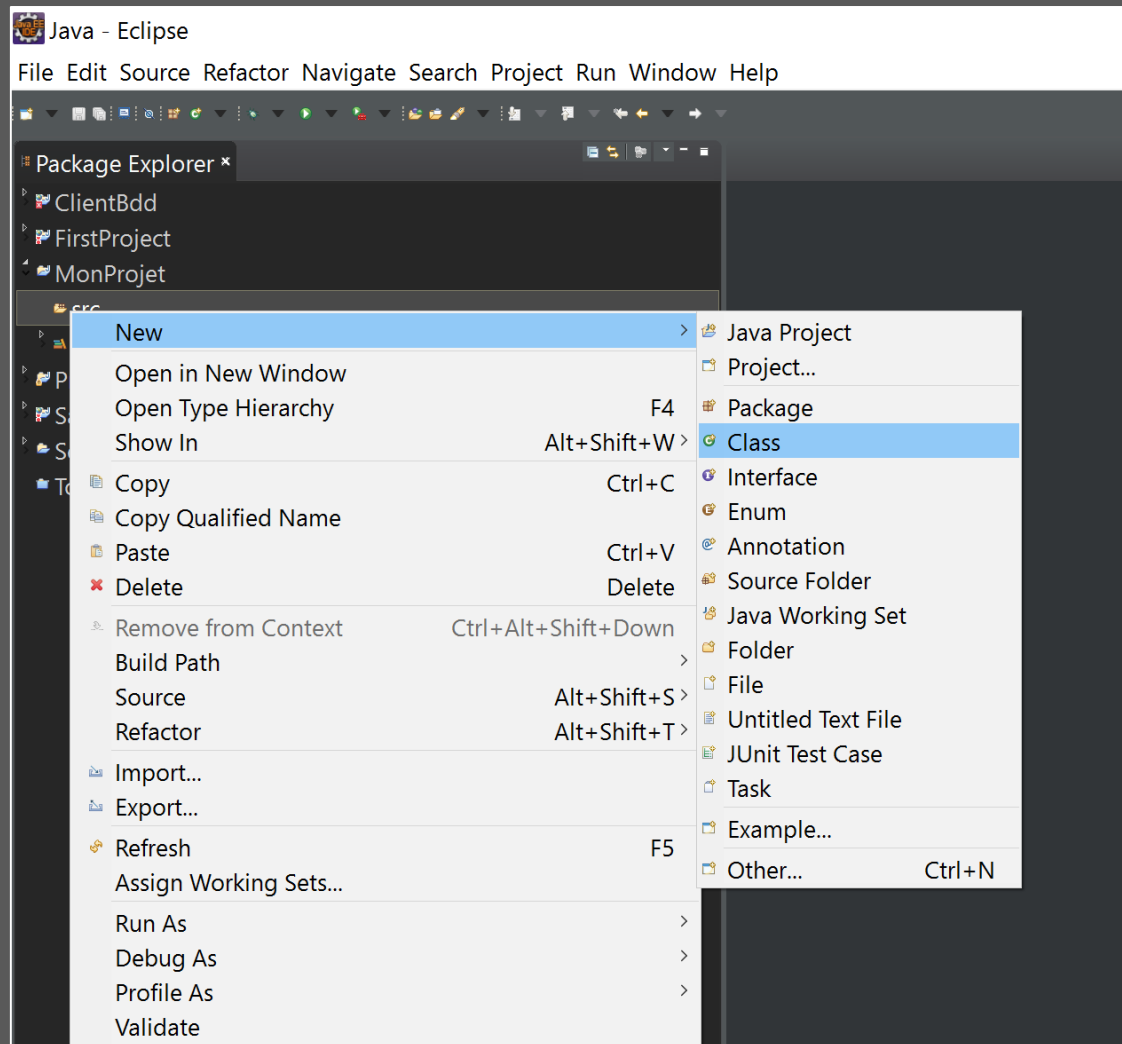 Java - Eclipse
File Edit Source Refactor Navigate Search Project Run Window Help
Package Explorer
ClientBdd
FirstProject
MonProjet
src
New
Open in New Window
Open Type Hierarchy F4
Show In Alt+Shift+W
Copy Ctrl+C
Copy Qualified Name
Paste Ctrl+V
Delete Delete
Remove from Context Ctrl+Alt+Shift+Down
Build Path
Source Alt+Shift+S
Refactor Alt+Shift+T
Import...
Export...
Refresh F5
Assign Working Sets...
Run As
Debug As
Profile As
Validate
Java Project
Project...
Package
Class
Interface
Enum
Annotation
Source Folder
Java Working Set
Folder
File
Untitled Text File
JUnit Test Case
Task
Example...
Other... Ctrl+N